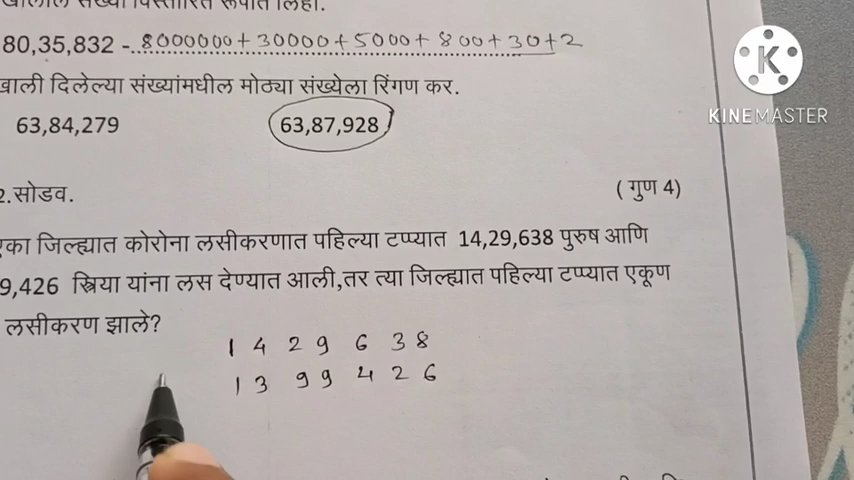 संख्या विस्तारित रूपात लिहा.
80,35,832 - 8000000+30000+5000+800+30+2
K
KINEMASTER
खाली दिलेल्या संख्यांमधील मोठ्या संख्येला रिंगण कर.
63,84,279 63,87,928
2.सोडव. ( गुण 4)
एका जिल्ह्यात कोरोना लसीकरणात पहिल्या टप्प्यात 14,29,638 पुरुष आणि
9,426 स्त्रिया यांना लस देण्यात आली,तर त्या जिल्ह्यात पहिल्या टप्प्यात एकूण
लसीकरण झाले?
1 4 2 9 6 3 8
1 3 9 9 4 2 6